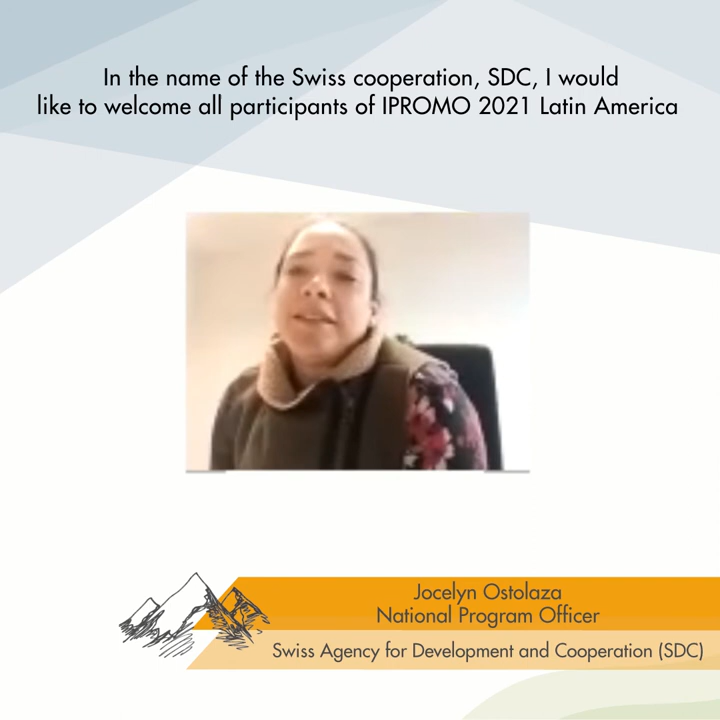 In the name of the Swiss cooperation, SDC, I would
like to welcome all participants of IPROMO 2021 Latin America
Jocelyn Ostolaza
National Program Officer
Swiss Agency for Development and Cooperation (SDC)